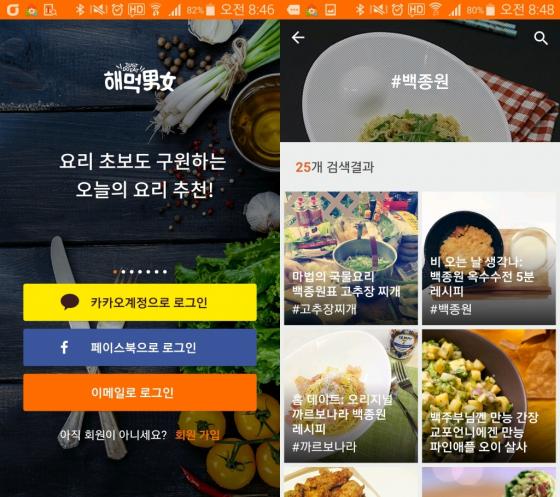 82% 오전 8:46
해먹男女
요리 초보도 구원하는
오늘의 요리 추천!
카카오계정으로 로그인
f 페이스북으로 로그인
이메일로 로그인
아직 회원이 아니세요? 회원 가입
80% 오전 8:48
#백종원
25개 검색결과
마법의 국물요리
백종원표 고추장 찌개
#고추장찌개
비 오는 날 생각나:
백종원 옥수수전 5분
레시피
#백종원
홈 데이트: 오리지널
까르보나라 백종원
레시피
#까르보나라
백주부님껜 만능 간장
교포언니에겐 만능
파인애플 오이 살사